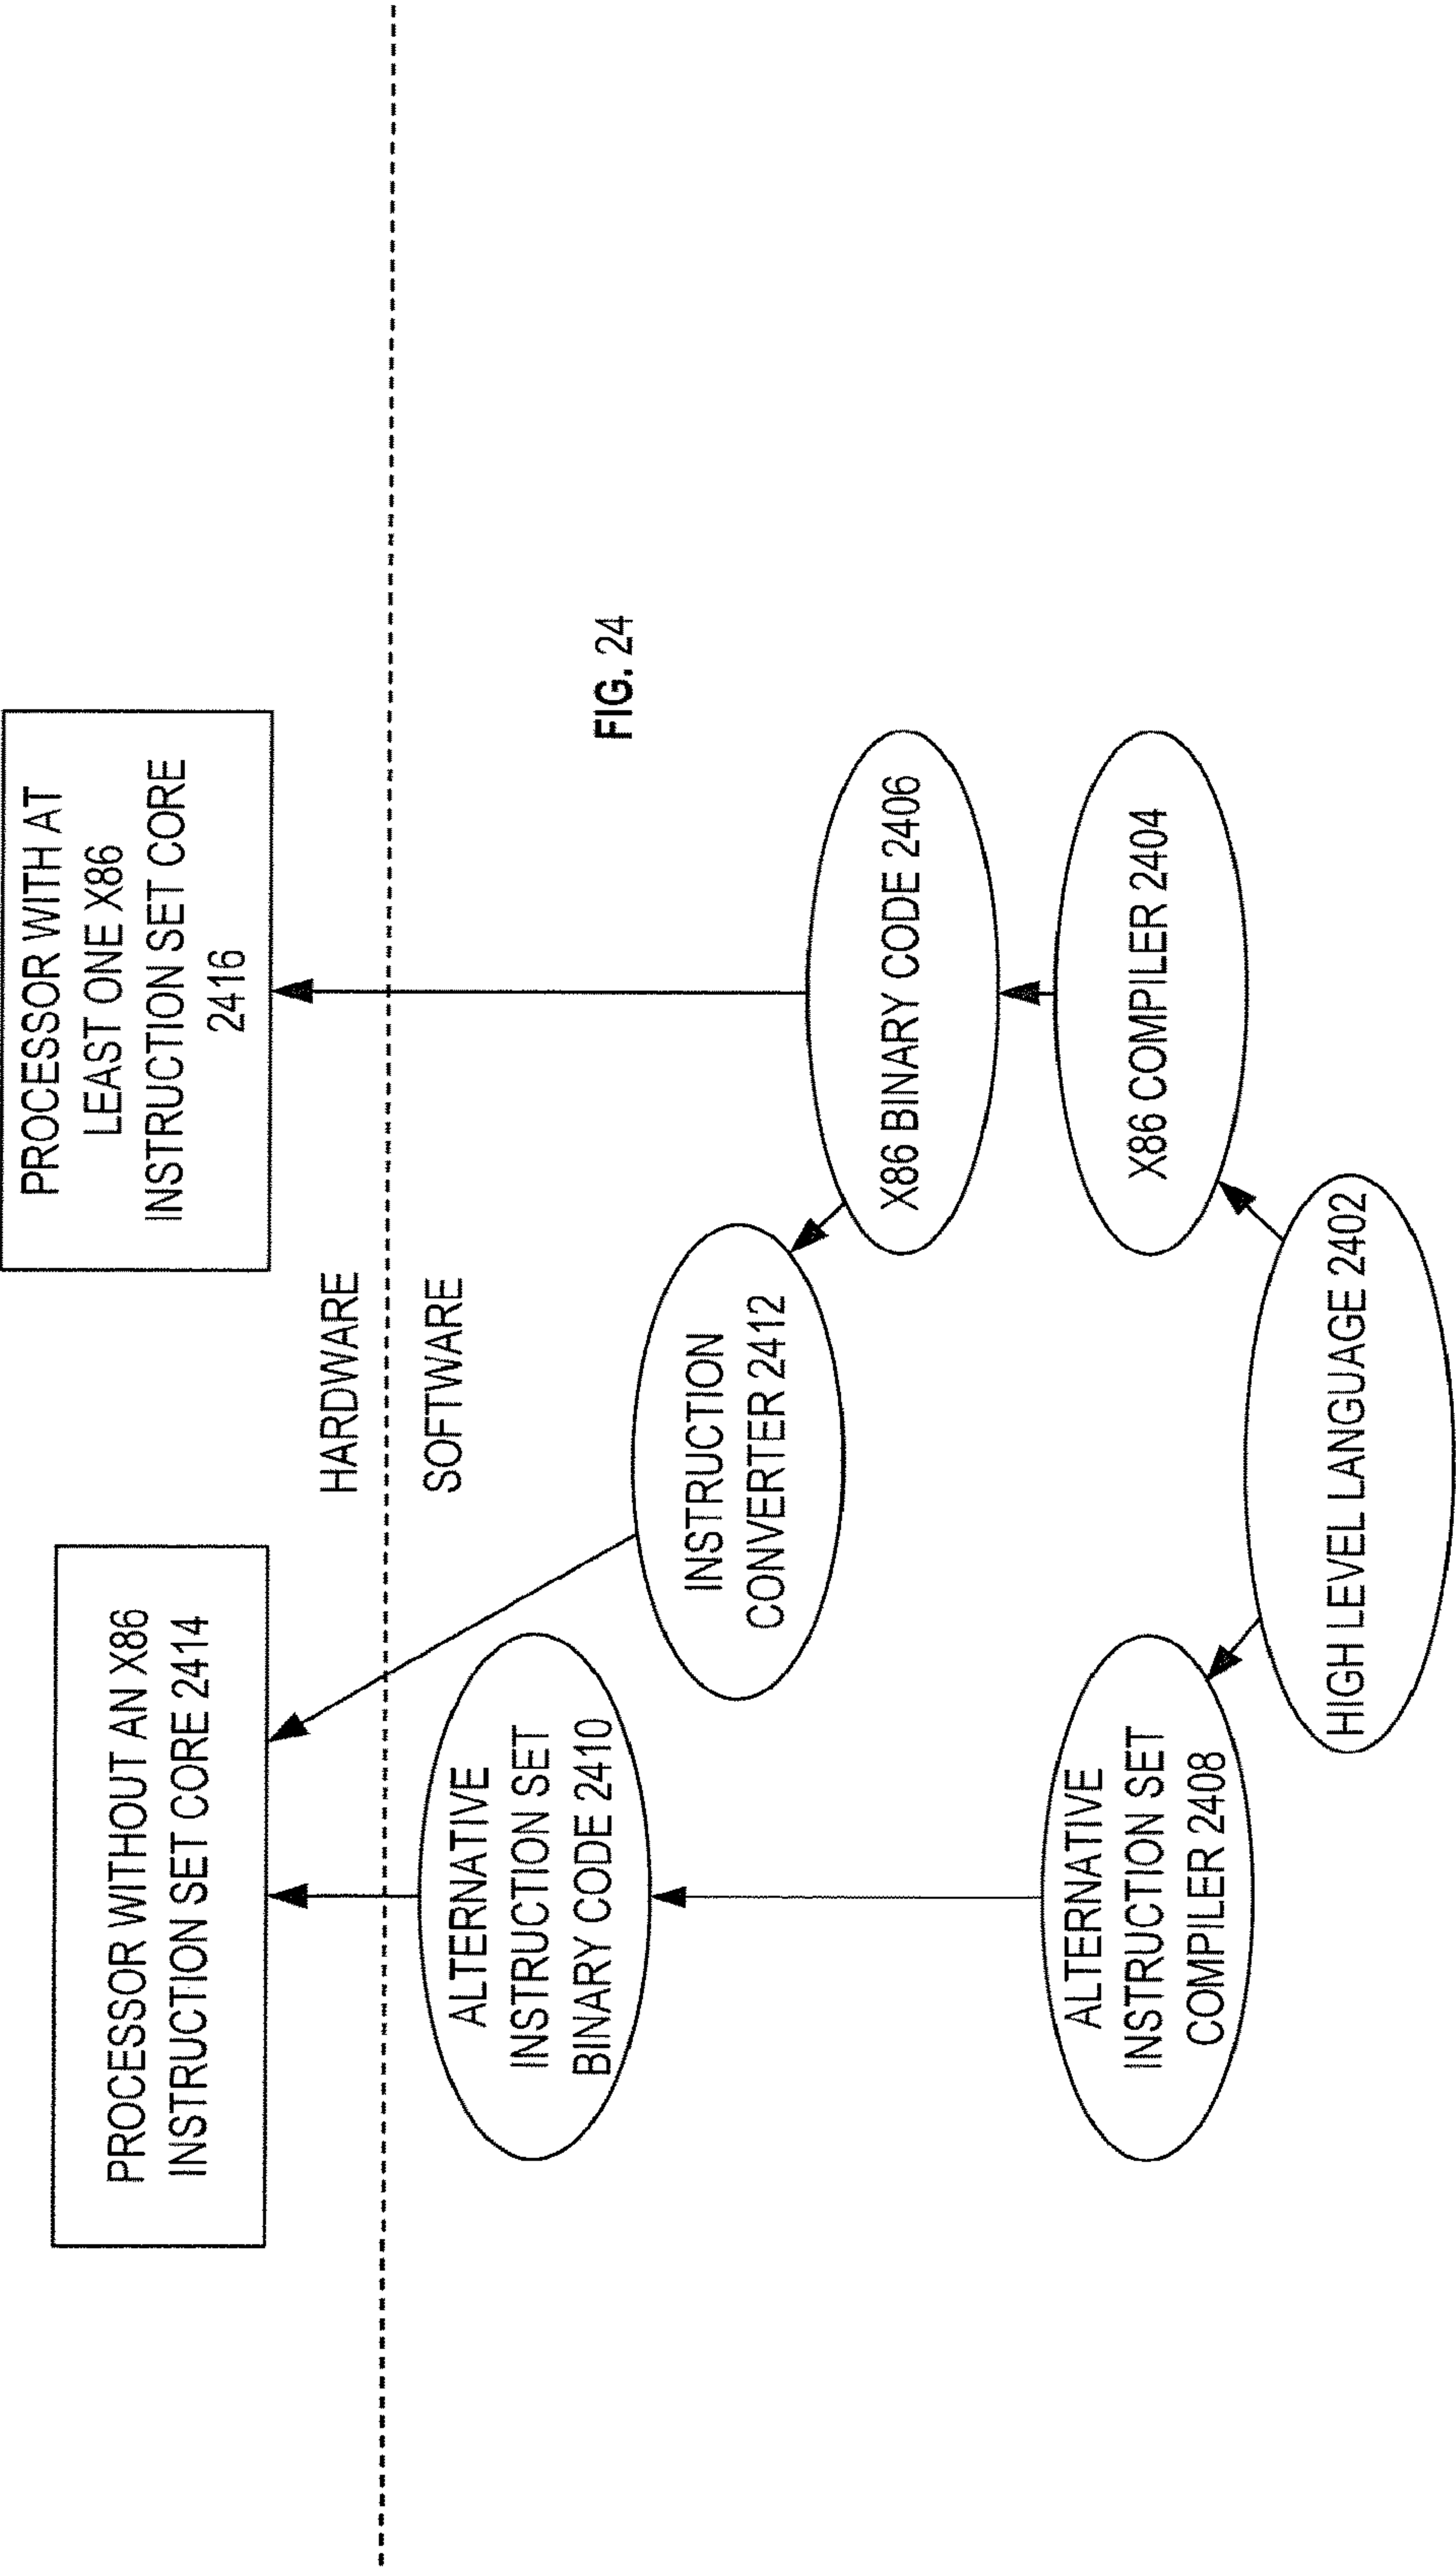 PROCESSOR WITHOUT AN X86
INSTRUCTION SET CORE 2414
PROCESSOR WITH AT
LEAST ONE X86
INSTRUCTION SET CORE
2416
HARDWARE
SOFTWARE
ALTERNATIVE
INSTRUCTION SET
BINARY CODE 2410
INSTRUCTION
CONVERTER 2412
FIG. 24
X86 BINARY CODE 2406
ALTERNATIVE
INSTRUCTION SET
COMPILER 2408
X86 COMPILER 2404
HIGH LEVEL LANGUAGE 2402